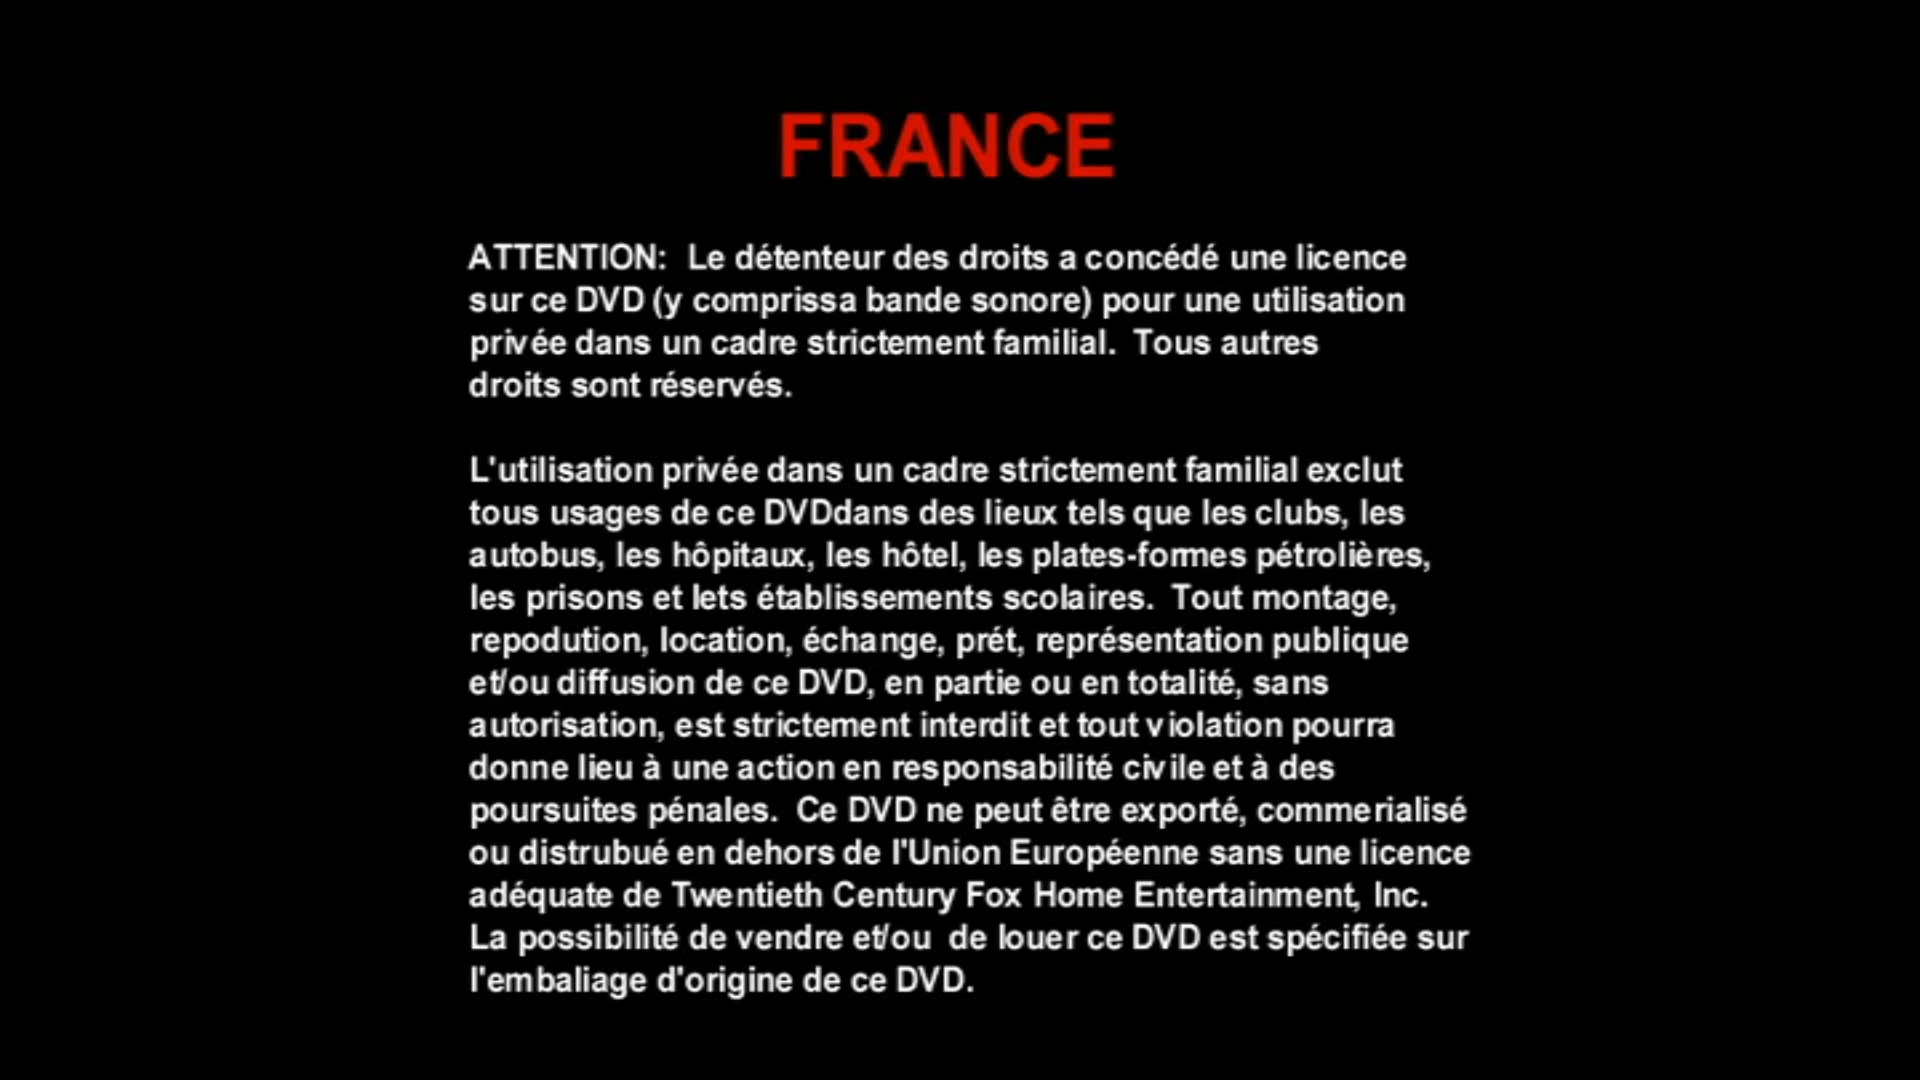 FRANCE
ATTENTION:  Le détenteur des droits a concédé une licence
sur ce DVD (y comprissa bande sonore) pour une utilisation
privée dans un cadre strictement familial.  Tous autres
droits sont réservés.
L'utilisation privée dans un cadre strictement familial exclut
tous usages de ce DVDdans des lieux tels que les clubs, les
autobus, les hôpitaux, les hôtel, les plates-formes pétrolières,
les prisons et lets établissements scolaires.  Tout montage,
repodution, location, échange, prét, représentation publique
et/ou diffusion de ce DVD, en partie ou en totalité, sans
autorisation, est strictement interdit et tout violation pourra
donne lieu à une action en responsabilité civile et à des
poursuites pénales.  Ce DVD ne peut être exporté, commerialisé
ou distrubué en dehors de l'Union Européenne sans une licence
adéquate de Twentieth Century Fox Home Entertainment, Inc.
La possibilité de vendre et/ou  de louer ce DVD est spécifiée sur
l'embaliage d'origine de ce DVD.